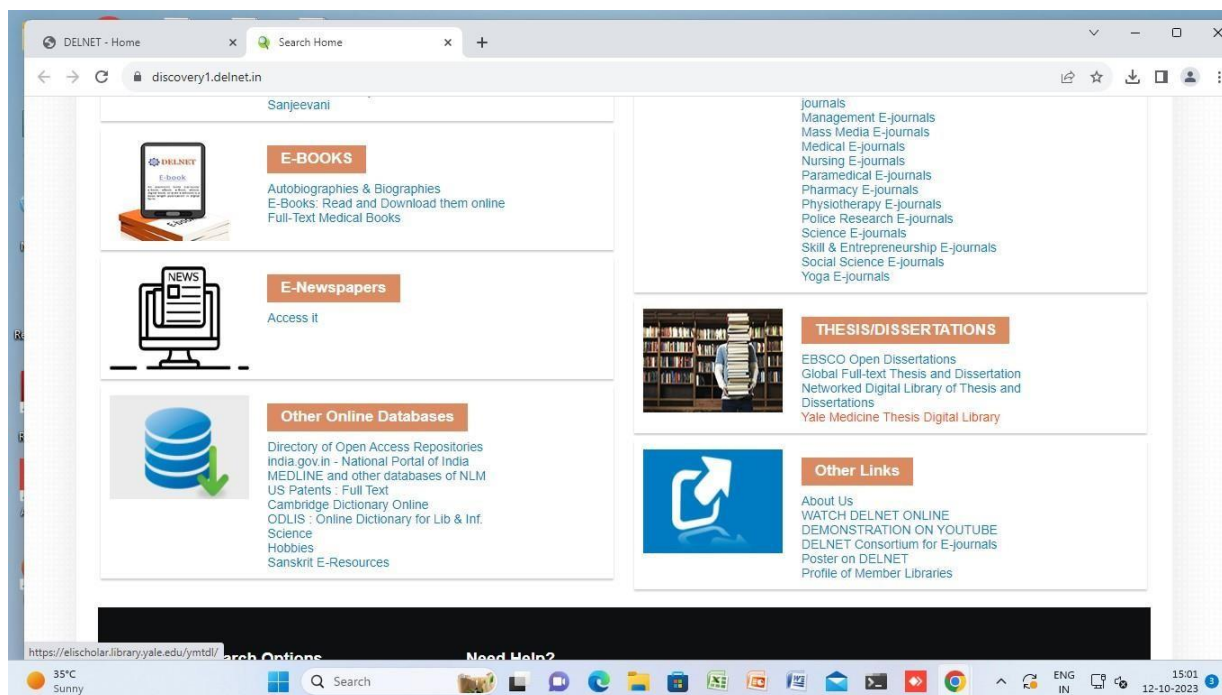 DELNET - Home
Search Home
discovery1.delnet.in
Sanjeevani
DELNET
E-book
E-BOOKS
Autobiographies & Biographies
E-Books: Read and Download them online
Full-Text Medical Books
NEWS
E-Newspapers
Access it
Other Online Databases
Directory of Open Access Repositories
india.gov.in - National Portal of India
MEDLINE and other databases of NLM
US Patents : Full Text
Cambridge Dictionary Online
ODLIS : Online Dictionary for Lib & Inf.
Science
Hobbies
Sanskrit E-Resources
journals
Management E-journals
Mass Media E-journals
Medical E-journals
Nursing E-journals
Paramedical E-journals
Pharmacy E-journals
Physiotherapy E-journals
Police Research E-journals
Science E-journals
Skill & Entrepreneurship E-journals
Social Science E-journals
Yoga E-journals
THESIS/DISSERTATIONS
EBSCO Open Dissertations
Global Full-text Thesis and Dissertation
Networked Digital Library of Thesis and
Dissertations
Yale Medicine Thesis Digital Library
Other Links
About Us
WATCH DELNET ONLINE
DEMONSTRATION ON YOUTUBE
DELNET Consortium for E-journals
Poster on DELNET
Profile of Member Libraries
Options
Need Help?
https://elischolar.library.yale.edu/ymtdl/
35°C
Sunny
Search
ENG
IN
15:01
12-10-2023
3